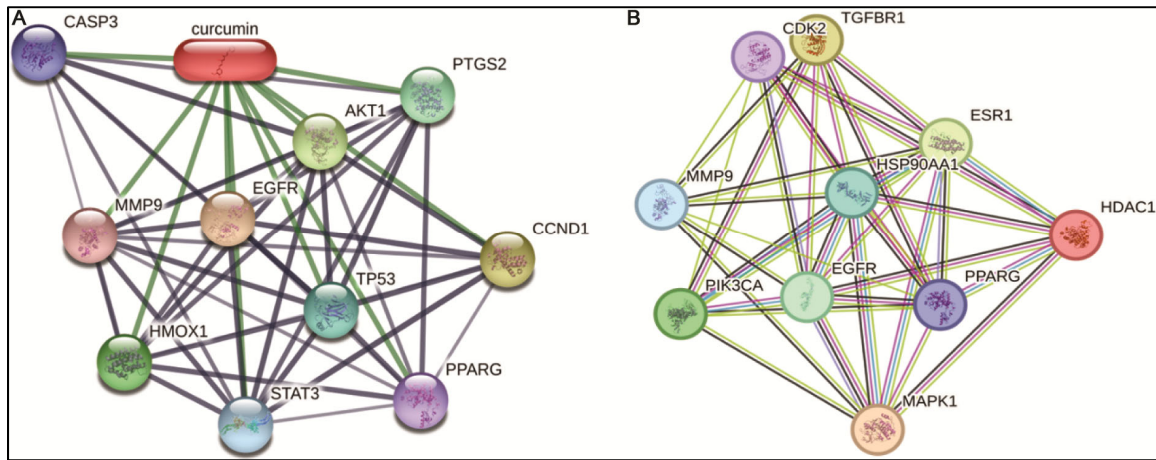 A
CASP3
curcumin
PTGS2
AKT1
EGFR
MMP9
CCND1
TP53
HMOX1
PPARG
STAT3
B
CDK2
TGFBR1
ESR1
HSP90AA1
MMP9
HDAC1
EGFR
PPARG
PIK3CA
MAPK1